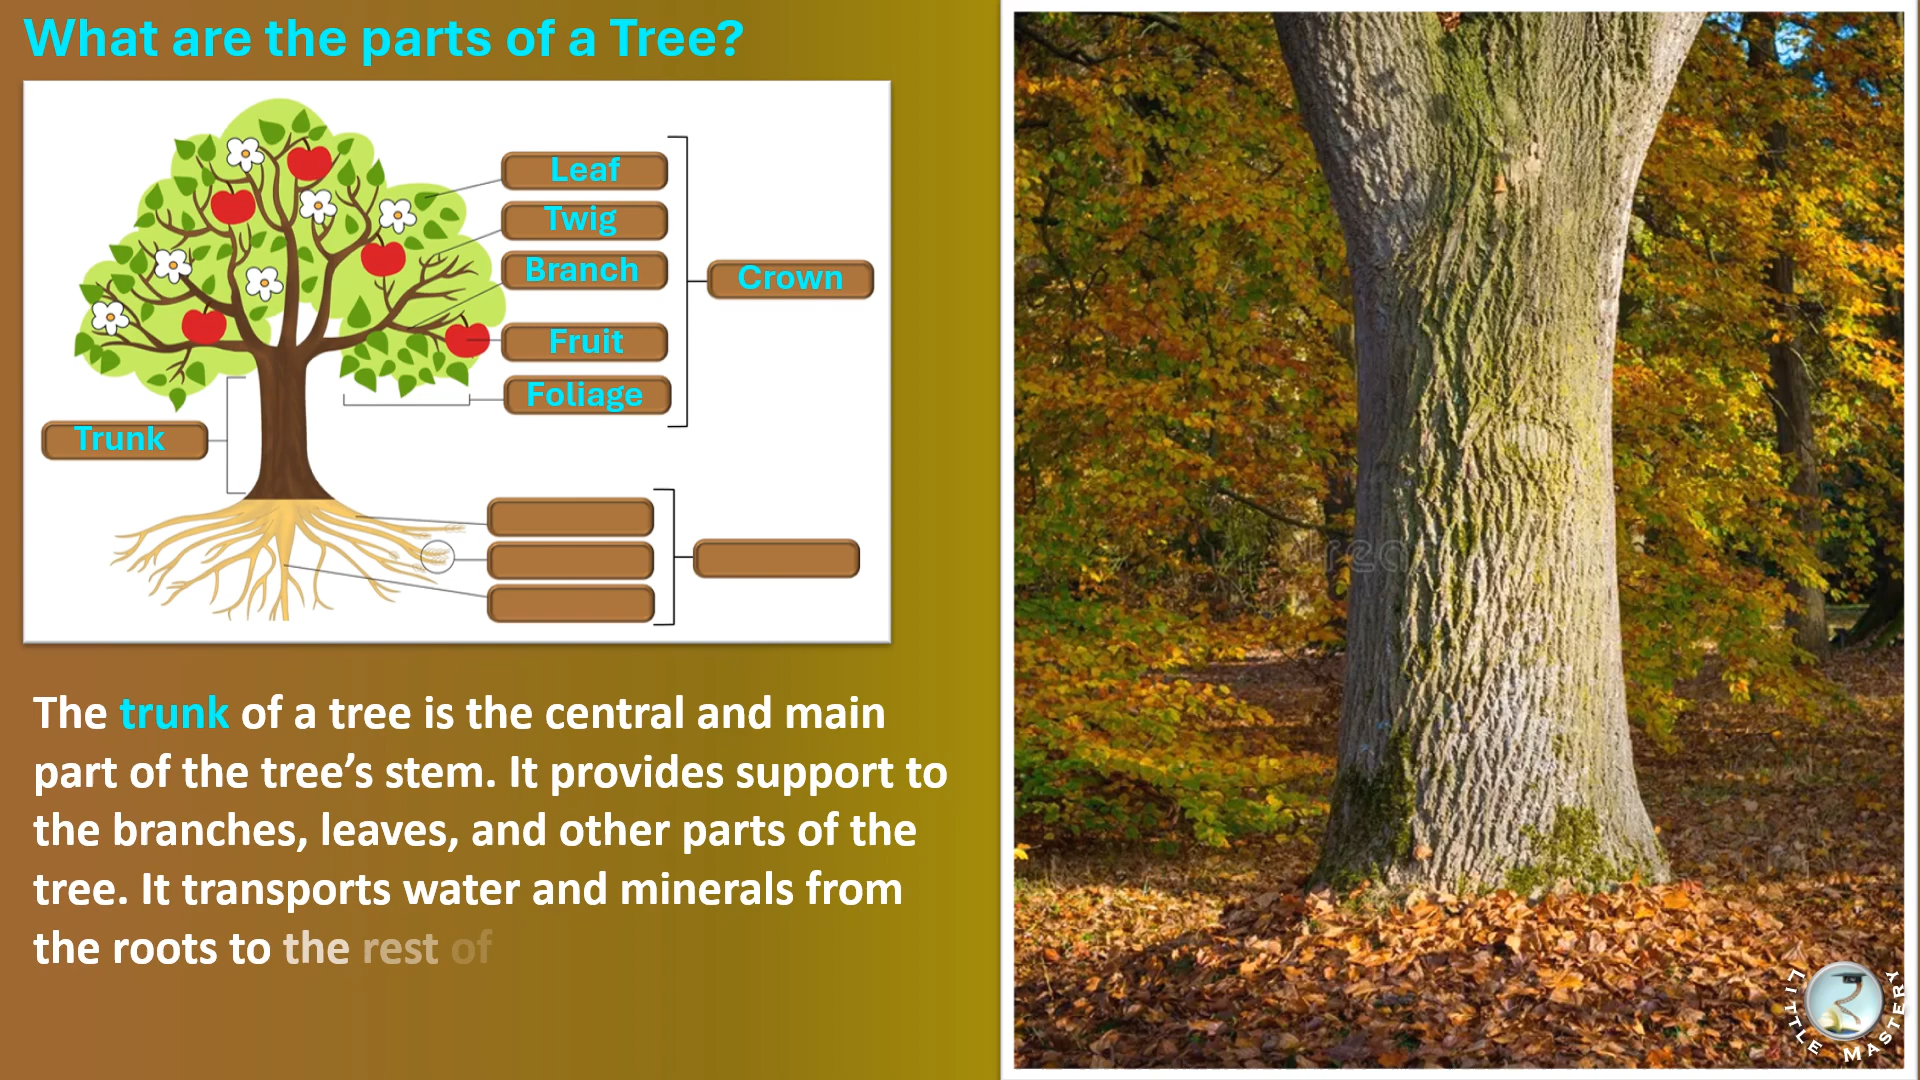 What are the parts of a Tree?
Leaf
Twig
Branch
Crown
Fruit
Foliage
Trunk
The trunk of a tree is the central and main
part of the tree’s stem. It provides support to
the branches, leaves, and other parts of the
tree. It transports water and minerals from
the roots to the rest of
LITTLE MASTERY